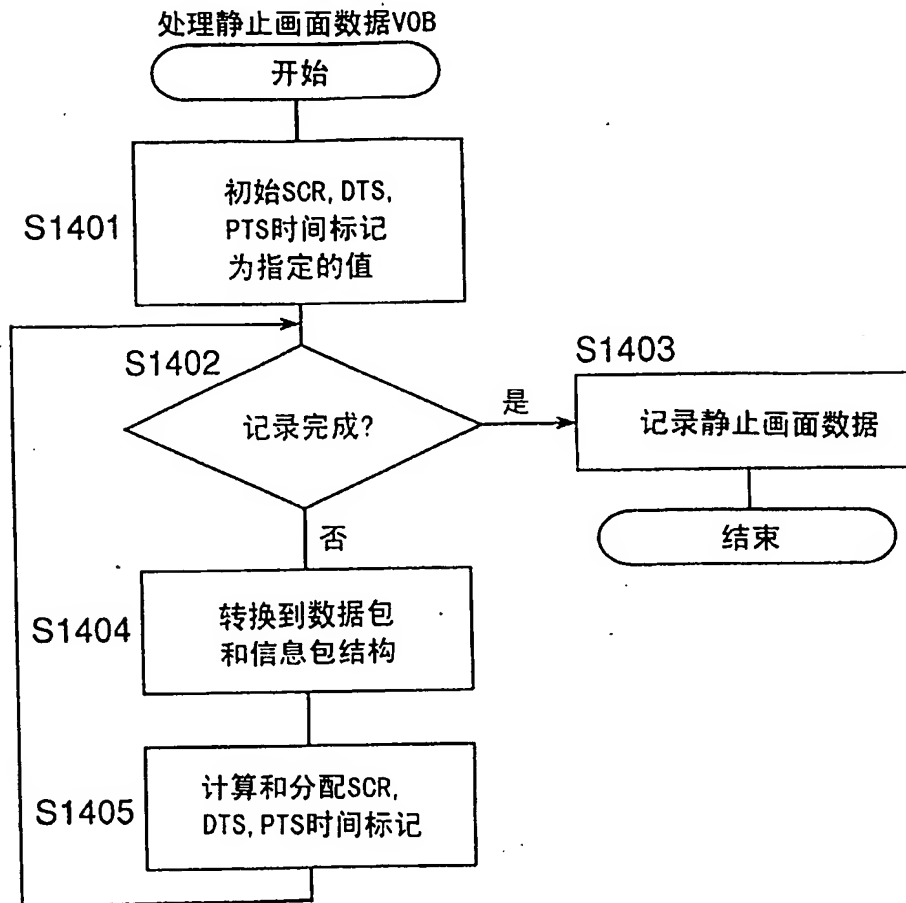 处理静止画面数据VOB
开始
S1401
初始SCR, DTS,
PTS时间标记
为指定的值
S1402
记录完成?
是
S1403
记录静止画面数据
结束
否
S1404
转换到数据包
和信息包结构
S1405
计算和分配SCR,
DTS, PTS时间标记